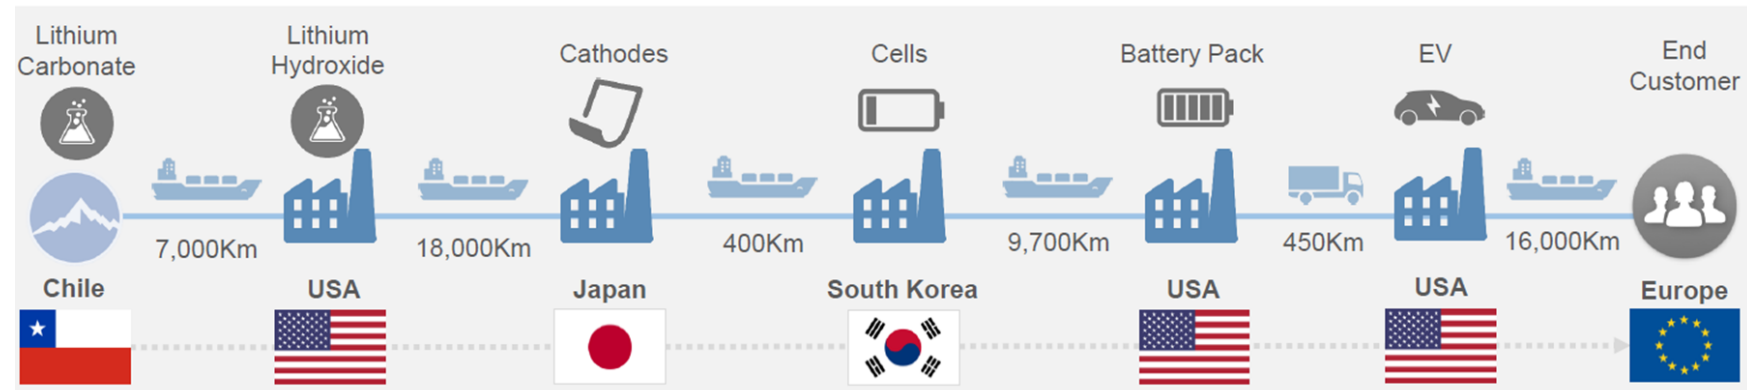 Lithium
Carbonate
Lithium
Hydroxide
Cathodes
Cells
Battery Pack
EV
End
Customer
7,000Km
18,000Km
400Km
9,700Km
450Km
16,000Km
Chile
USA
Japan
South Korea
USA
USA
Europe